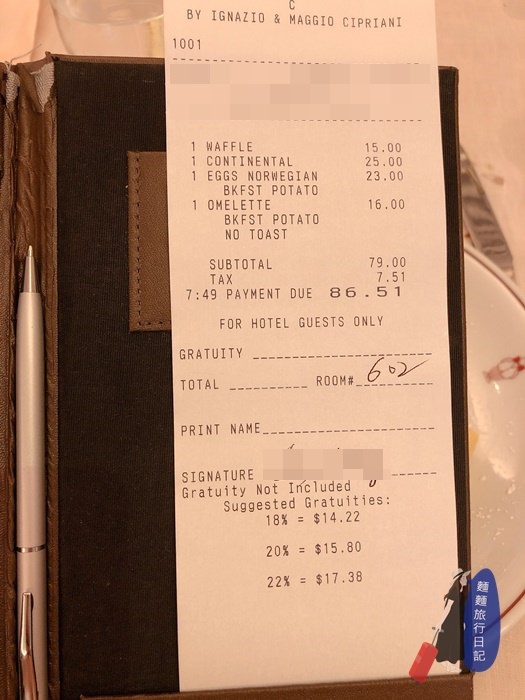 C
BY IGNAZIO & MAGGIO CIPRIANI
1001
1 WAFFLE 15.00
1 CONTINENTAL 25.00
1 EGGS NORWEGIAN 23.00
BKFST POTATO
1 OMELETTE 16.00
BKFST POTATO
NO TOAST
SUBTOTAL 79.00
TAX 7.51
7:49 PAYMENT DUE 86.51
FOR HOTEL GUESTS ONLY
GRATUITY
TOTAL ROOM# 602
PRINT NAME
SIGNATURE
Gratuity Not Included
Suggested Gratuities:
18% = $14.22
20% = $15.80
22% = $17.38
麵麵旅行日記